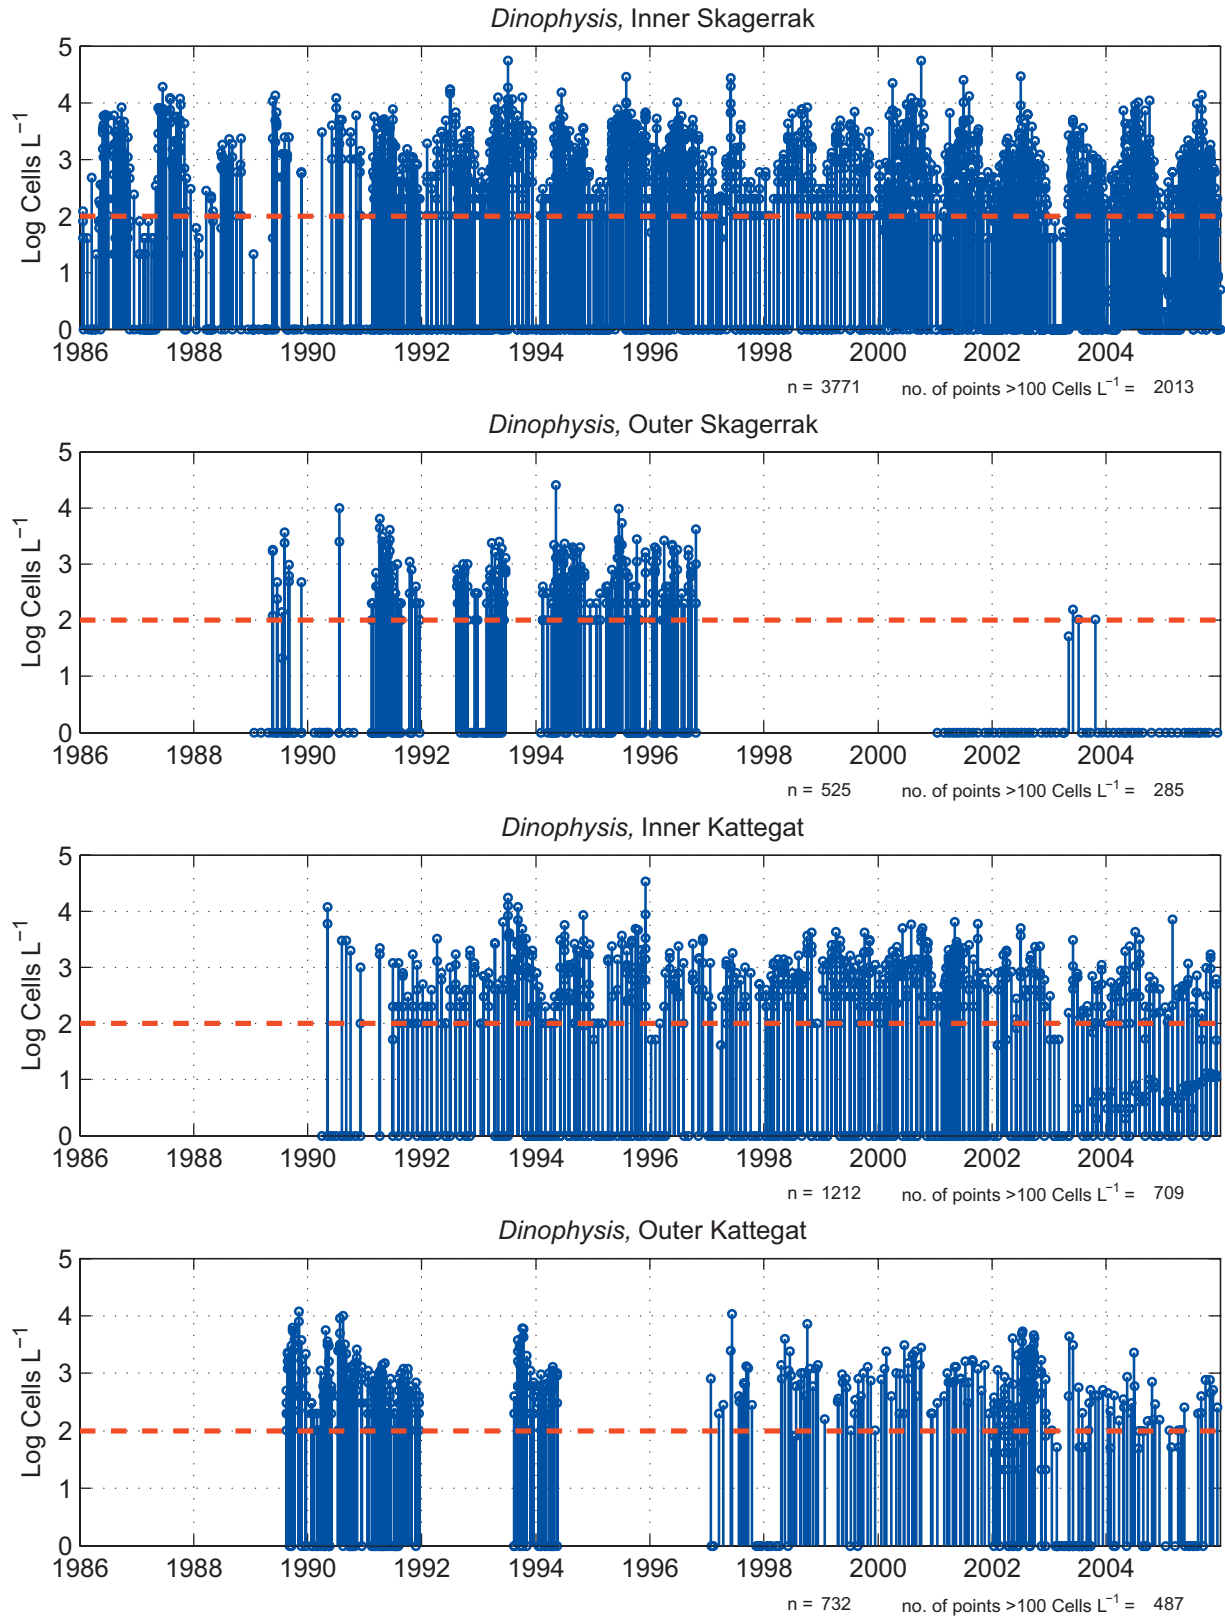 Dinophysis, Inner Skagerrak
Log Cells L⁻¹
5
4
3
2
1
0
1986 1988 1990 1992 1994 1996 1998 2000 2002 2004
n = 3771 no. of points >100 Cells L⁻¹ = 2013
Dinophysis, Outer Skagerrak
Log Cells L⁻¹
5
4
3
2
1
0
1986 1988 1990 1992 1994 1996 1998 2000 2002 2004
n = 525 no. of points >100 Cells L⁻¹ = 285
Dinophysis, Inner Kattegat
Log Cells L⁻¹
5
4
3
2
1
0
1986 1988 1990 1992 1994 1996 1998 2000 2002 2004
n = 1212 no. of points >100 Cells L⁻¹ = 709
Dinophysis, Outer Kattegat
Log Cells L⁻¹
5
4
3
2
1
0
1986 1988 1990 1992 1994 1996 1998 2000 2002 2004
n = 732 no. of points >100 Cells L⁻¹ = 487